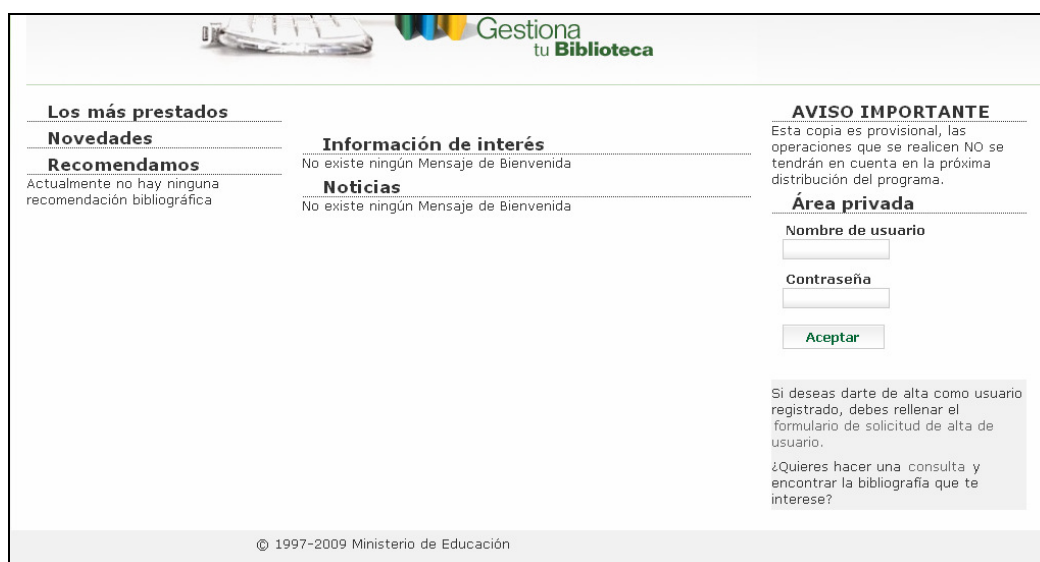 Gestiona
tu Biblioteca
Los más prestados
Novedades
Recomendamos
Actualmente no hay ninguna
recomendación bibliográfica
Información de interés
No existe ningún Mensaje de Bienvenida
Noticias
No existe ningún Mensaje de Bienvenida
AVISO IMPORTANTE
Esta copia es provisional, las
operaciones que se realicen NO se
tendrán en cuenta en la próxima
distribución del programa.
Área privada
Nombre de usuario
Contraseña
Aceptar
Si deseas darte de alta como usuario
registrado, debes rellenar el
formulario de solicitud de alta de
usuario.
¿Quieres hacer una consulta y
encontrar la bibliografía que te
interese?
© 1997-2009 Ministerio de Educación